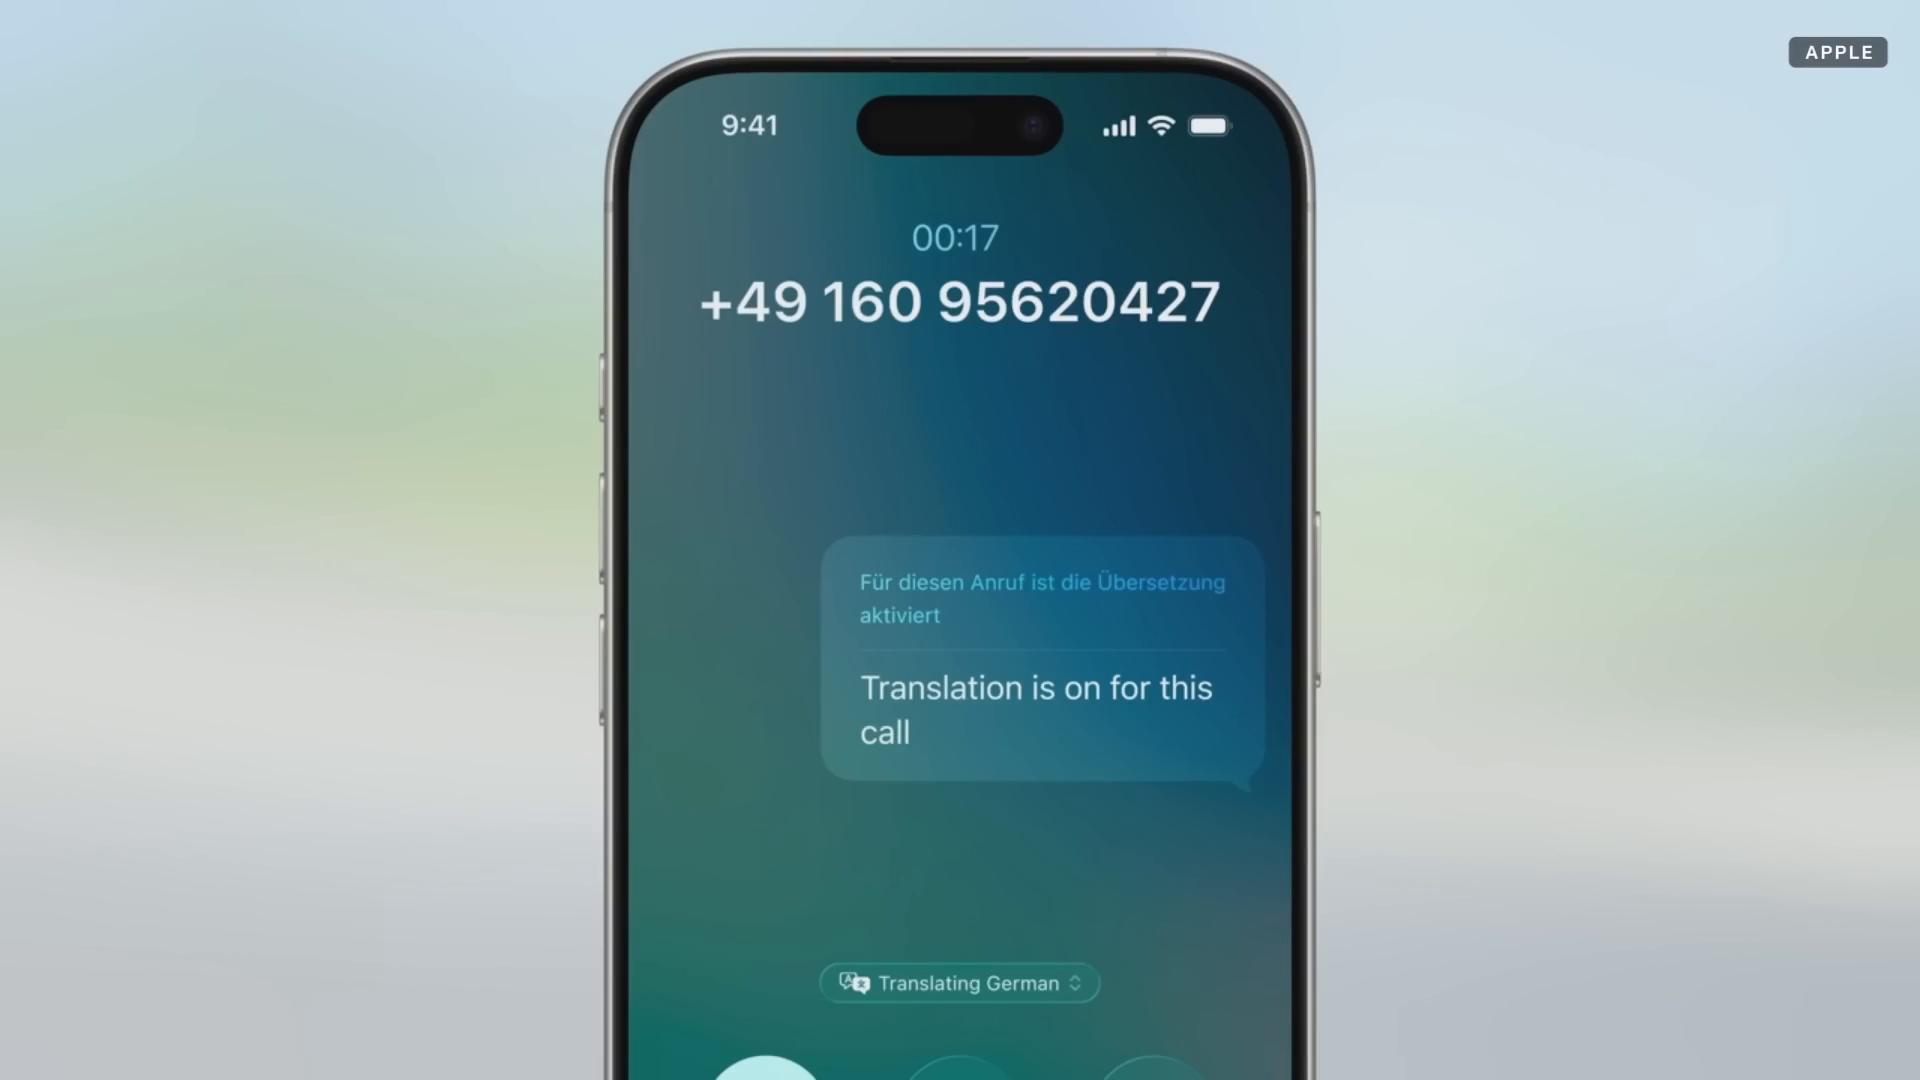 APPLE
9:41
00:17
+49 160 95620427
Für diesen Anruf ist die Übersetzung
aktiviert
Translation is on for this
call
Translating German